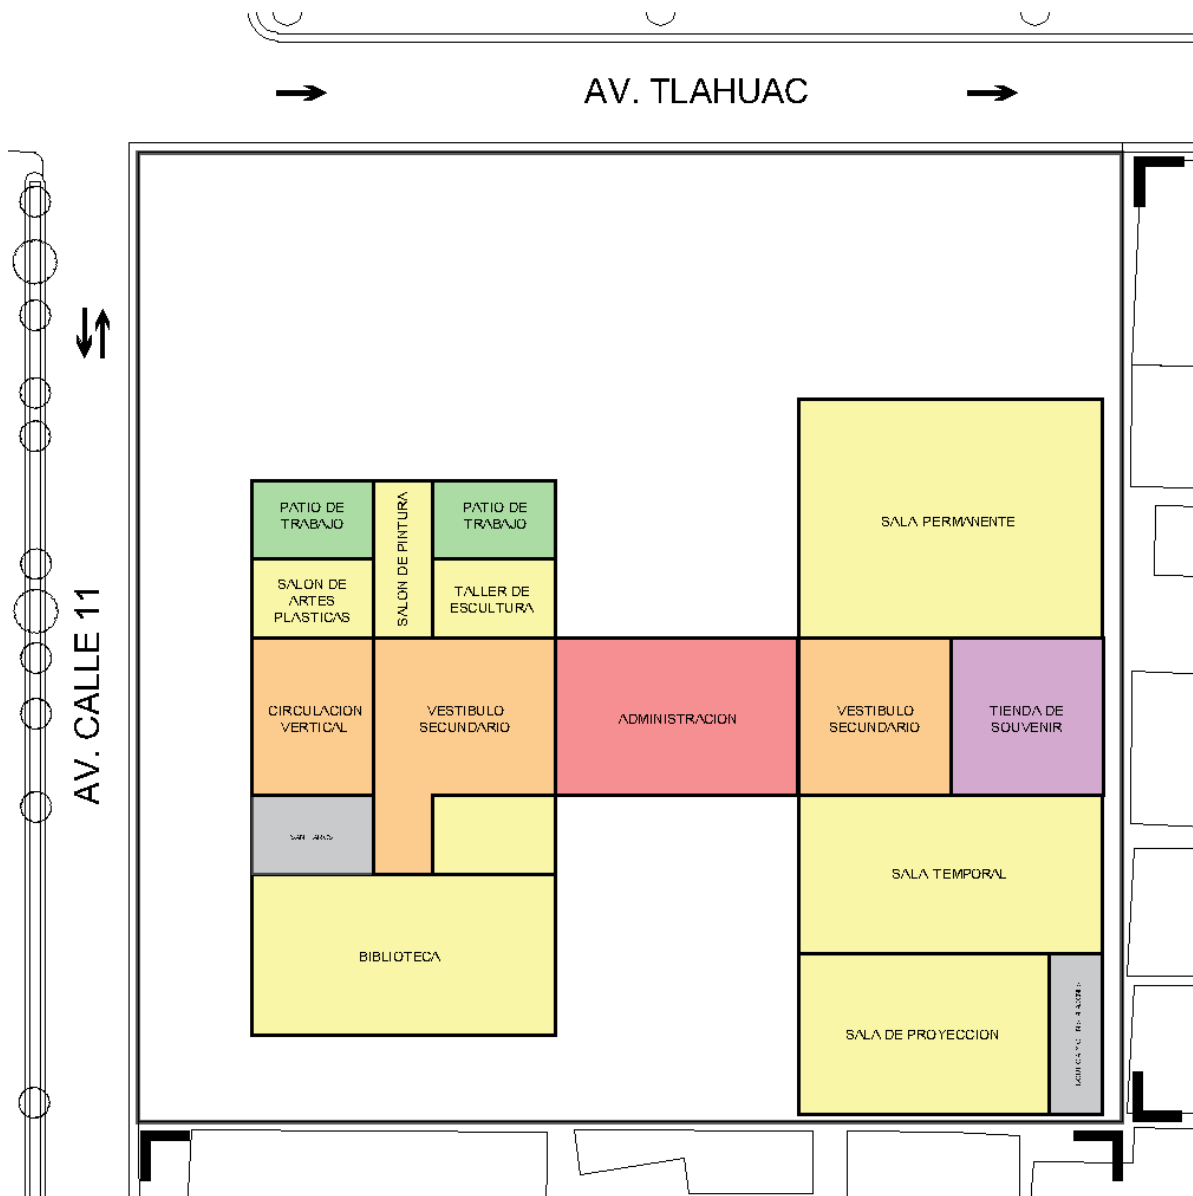 AV. TLAHUAC
AV. CALLE 11
PATIO DE
TRABAJO
SALON DE PINTURA
PATIO DE
TRABAJO
SALA PERMANENTE
SALON DE
ARTES
PLASTICAS
TALLER DE
ESCULTURA
CIRCULACION
VERTICAL
VESTIBULO
SECUNDARIO
ADMINISTRACION
VESTIBULO
SECUNDARIO
TIENDA DE
SOUVENIR
SALA TEMPORAL
BIBLIOTECA
SALA DE PROYECCION